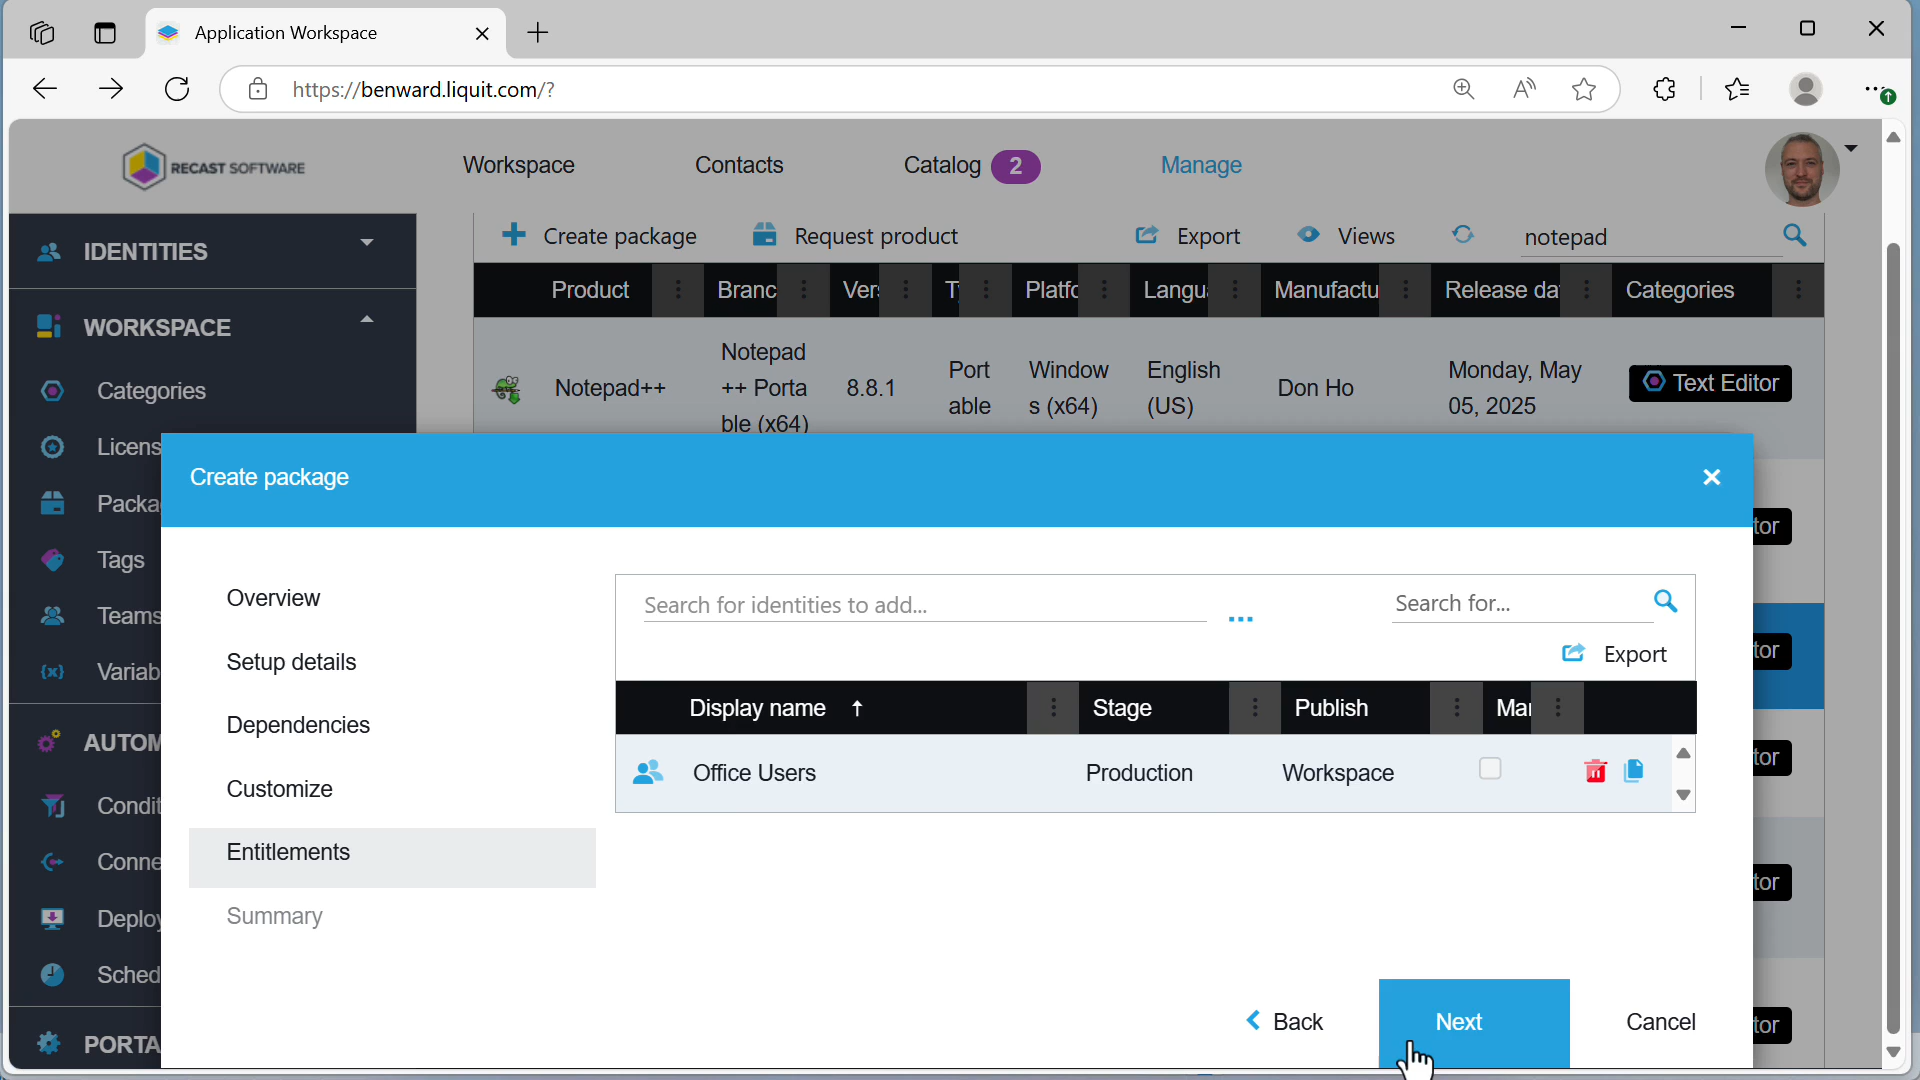 Application Workspace
https://benward.liquit.com/?
RECAST SOFTWARE
Workspace
Contacts
Catalog 2
Manage
IDENTITIES
WORKSPACE
Categories
Licens
Packa
Tags
Teams
Variab
AUTOM
Condit
Conne
Deploy
Sched
PORTA
Create package
Request product
Export
Views
notepad
Product
Branc
Ver
Ty
Platfo
Langu
Manufactu
Release da
Categories
Notepad++
Notepad
++ Porta
ble (x64)
8.8.1
Port
able
Window
s (x64)
English
(US)
Don Ho
Monday, May
05, 2025
Text Editor
tor
tor
tor
tor
tor
Create package
Overview
Setup details
Dependencies
Customize
Entitlements
Summary
Search for identities to add...
...
Search for...
Export
Display name
Stage
Publish
Mar
Office Users
Production
Workspace
Back
Next
Cancel